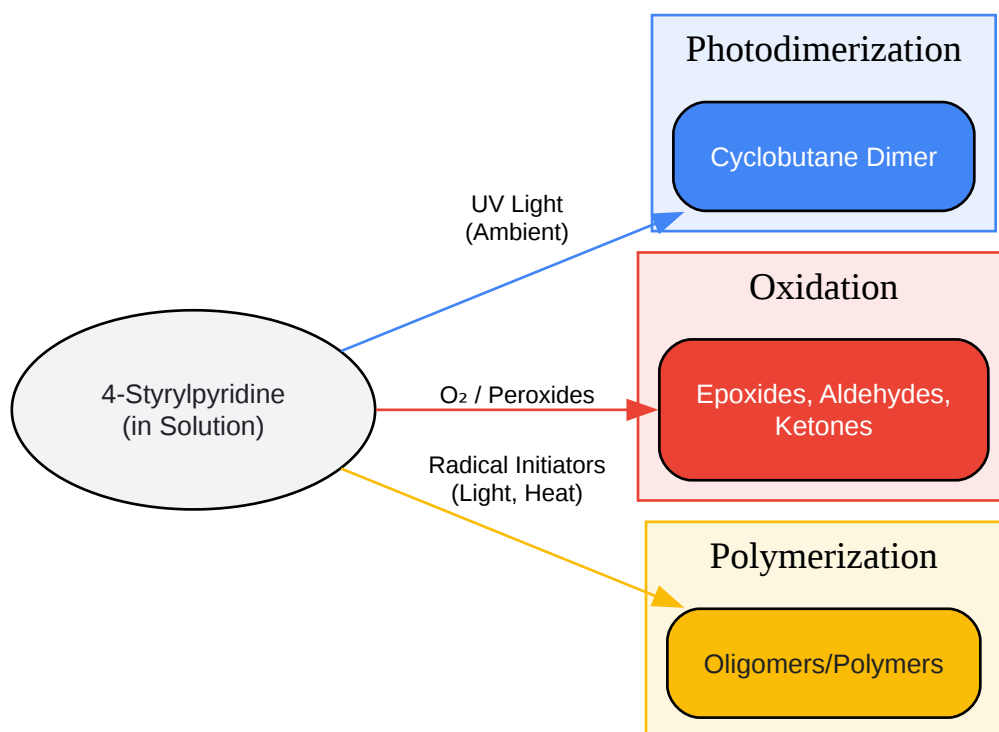 Photodimerization
Cyclobutane Dimer
UV Light
(Ambient)
Oxidation
4-Styrylpyridine
(in Solution)
O₂ / Peroxides
Epoxides, Aldehydes,
Ketones
Radical Initiators
(Light, Heat)
Polymerization
Oligomers/Polymers